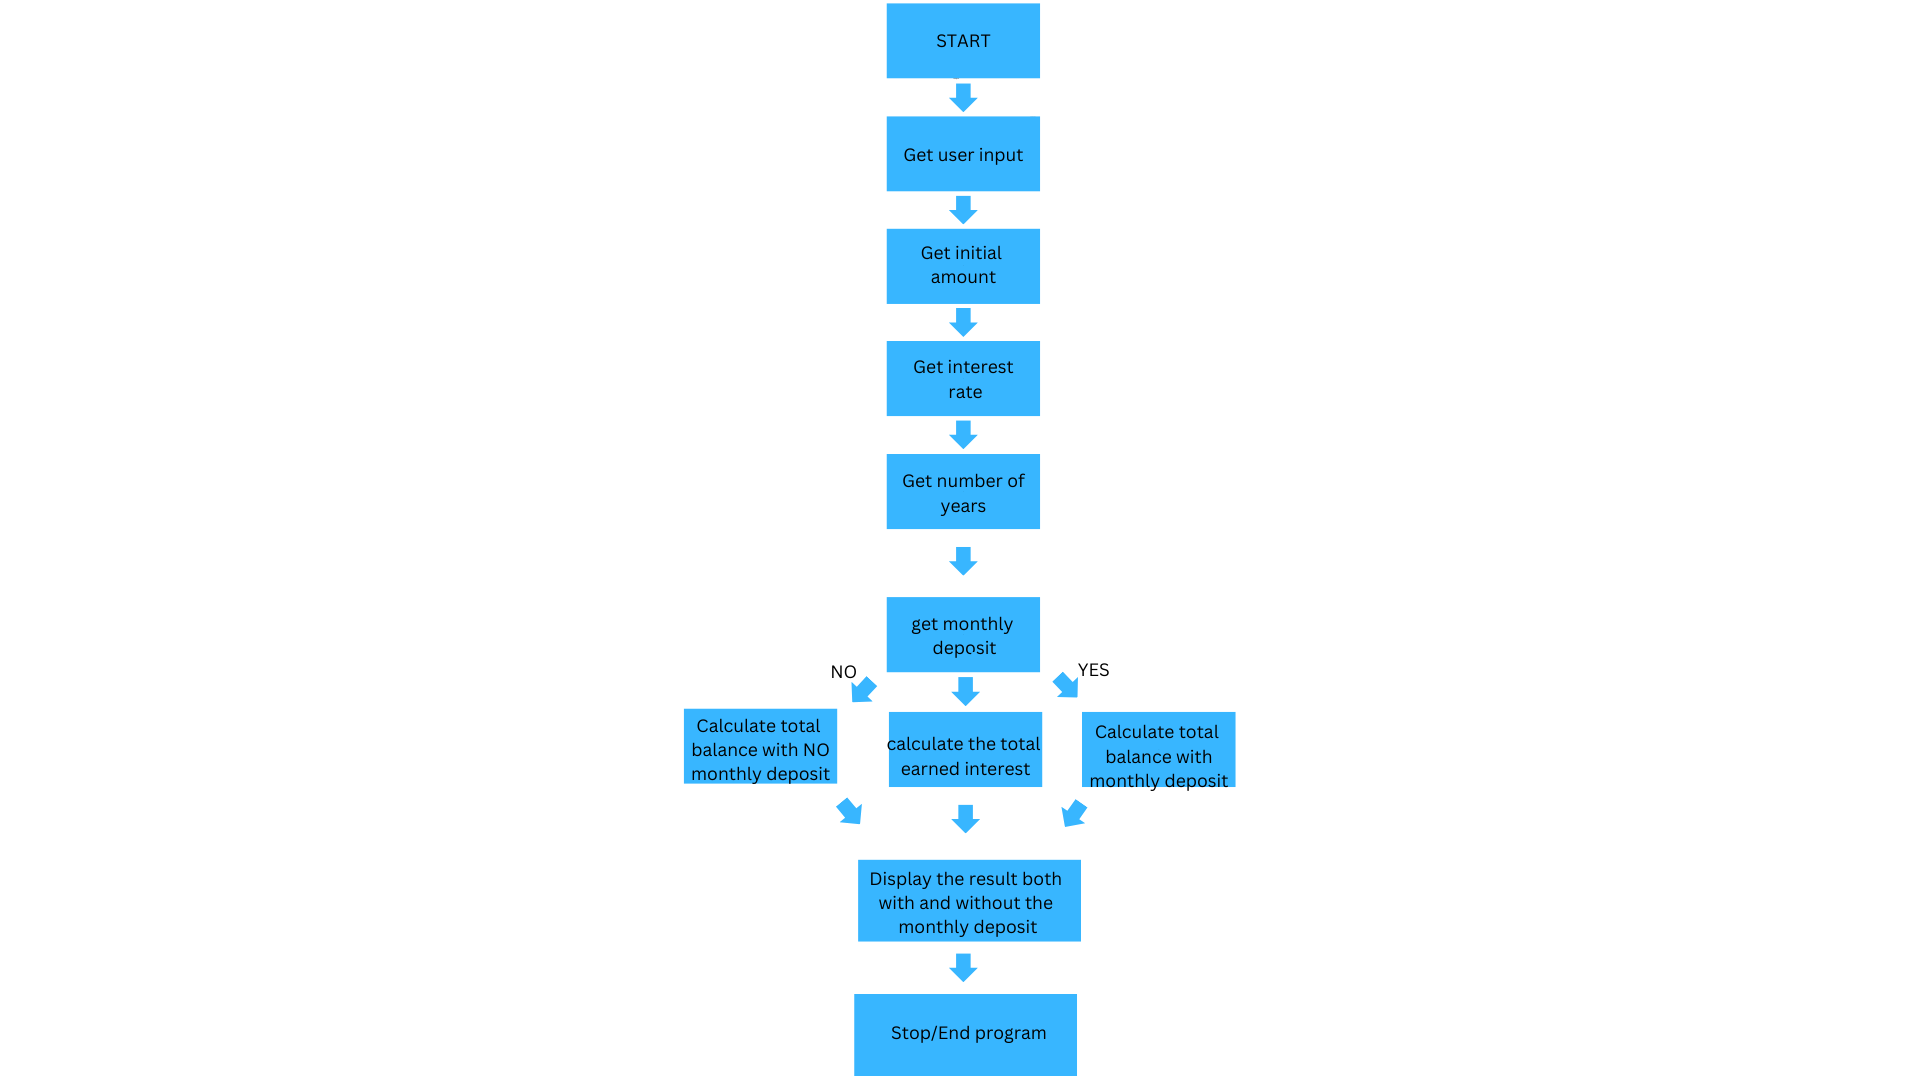 START
Get user input
Get initial
amount
Get interest
rate
Get number of
years
get monthly
deposit
NO
YES
Calculate total
balance with NO
monthly deposit
calculate the total
earned interest
Calculate total
balance with
monthly deposit
Display the result both
with and without the
monthly deposit
Stop/End program